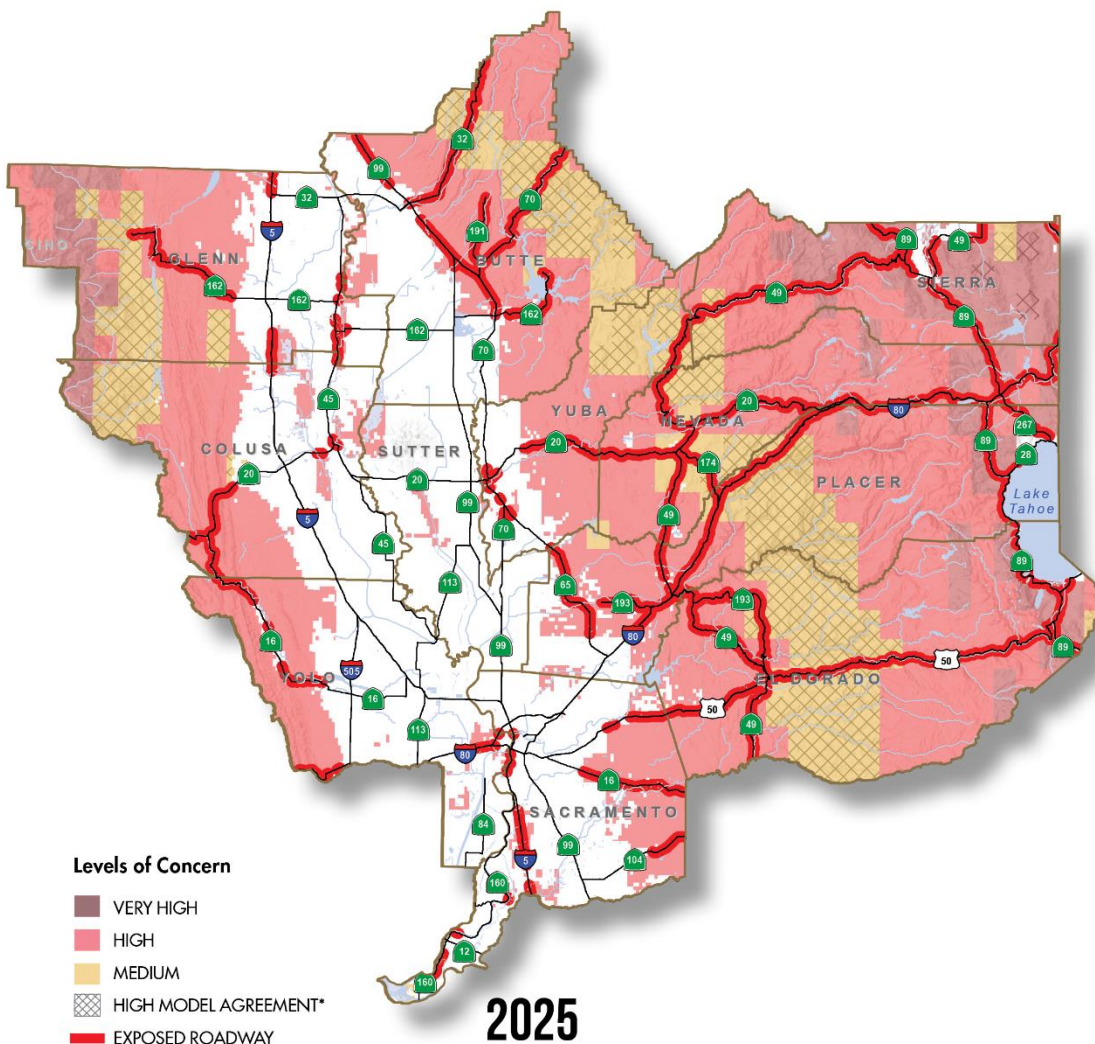 32
99
70
32
191
5
89
49
CINO
GLENN
BUTTE
SIERRA
162
162
49
162
162
89
70
45
YUBA
20
80
NEVADA
267
COLUSA
SUTTER
20
89
28
20
20
174
PLACER
99
Lake
Tahoe
5
70
49
45
89
113
65
193
193
16
99
80
49
89
505
50
YOLO
EL DORADO
16
50
113
49
80
16
SACRAMENTO
84
99
104
5
160
12
160
Levels of Concern
VERY HIGH
HIGH
MEDIUM
HIGH MODEL AGREEMENT*
EXPOSED ROADWAY
2025